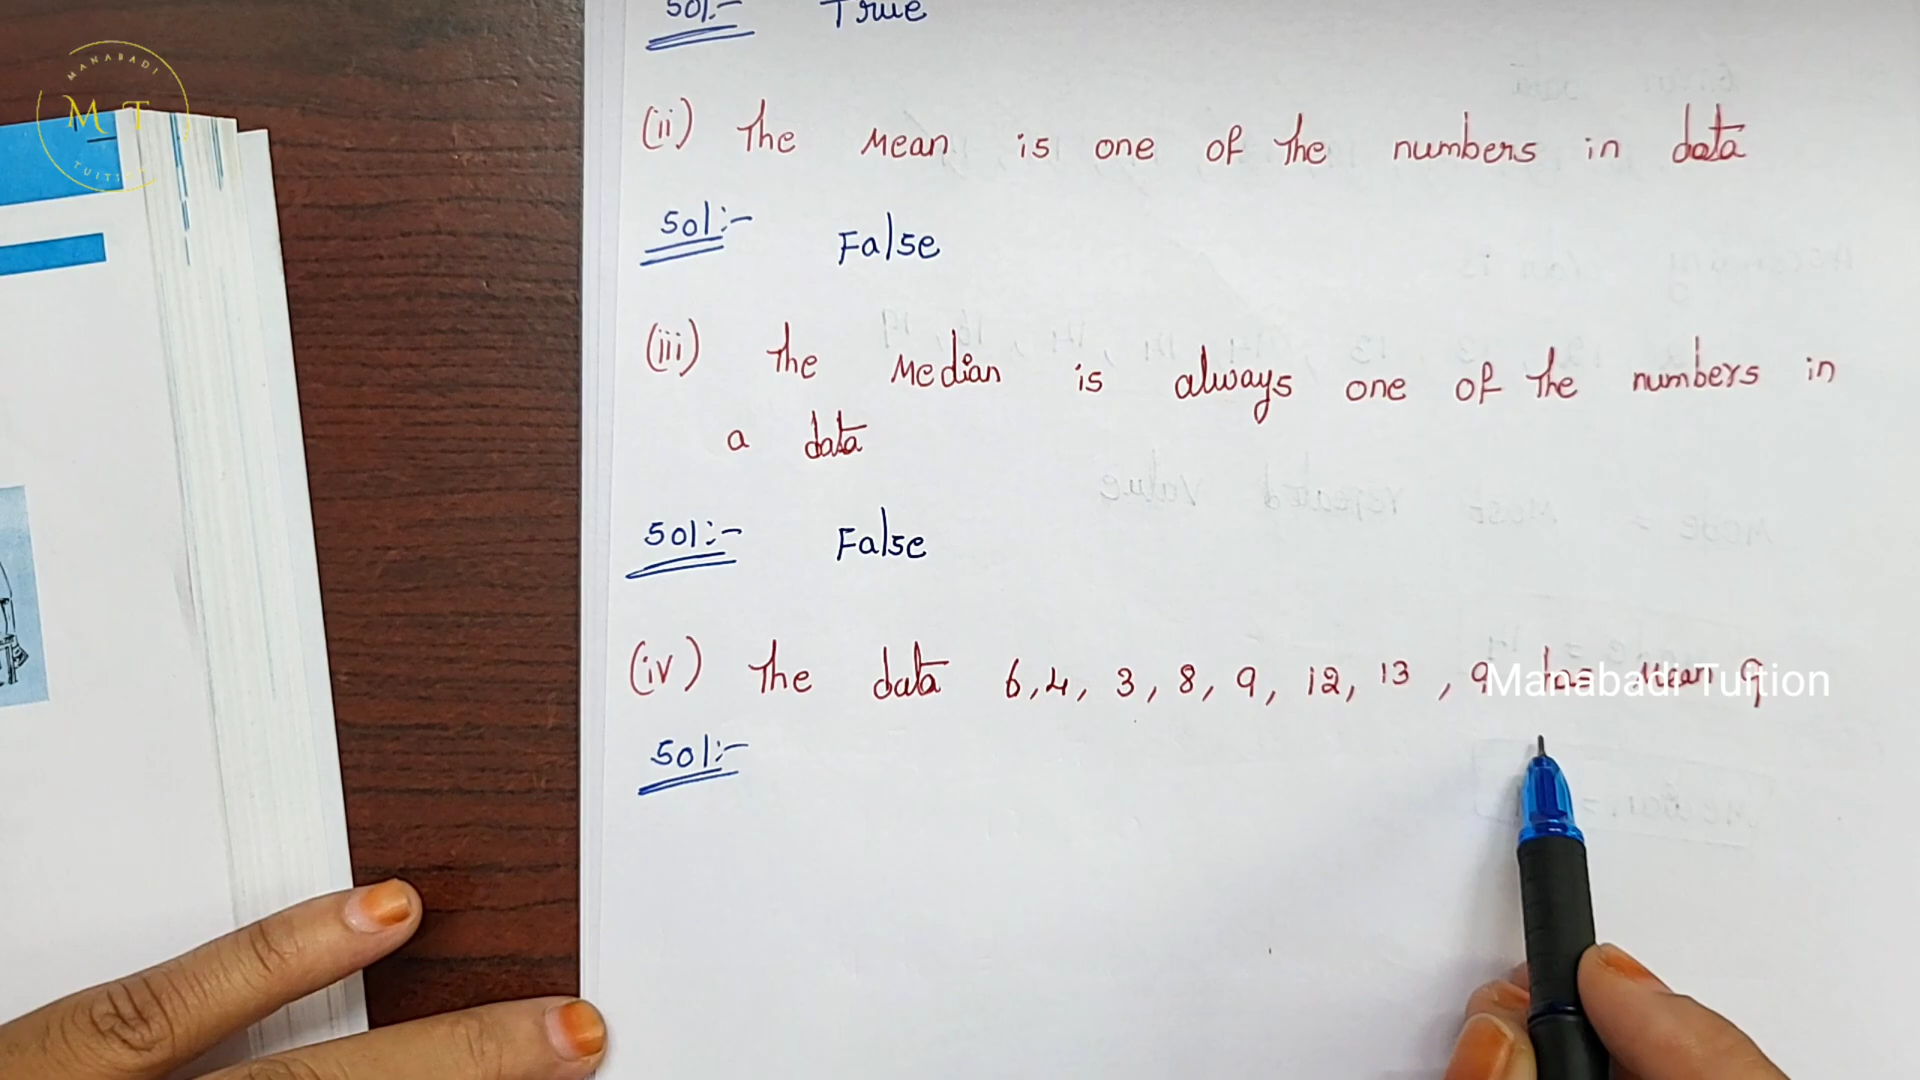 Sol:- True
MANABADI
M T
TUITION
(ii) The Mean is one of the numbers in data
Sol:- False
(iii) The Median is always one of the numbers in
a data
Sol:- False
(iv) The data 6, 4, 3, 8, 9, 12, 13, 9 has Mean 9
Manabadi Tuition
Sol:-